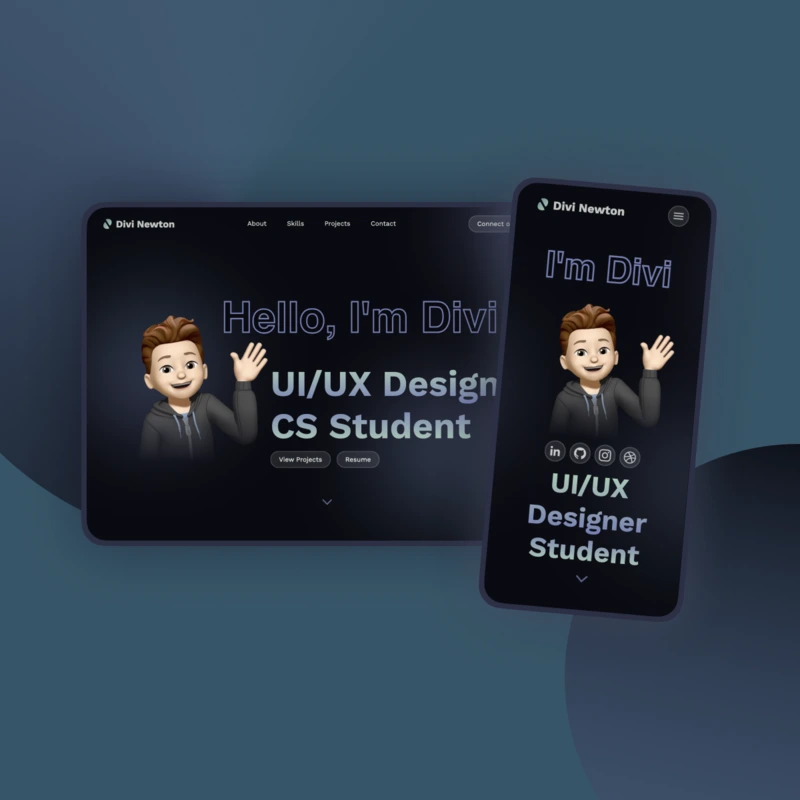 Divi Newton
About Skills Projects Contact
Connect
Hello, I'm Divi
UI/UX Design
CS Student
View Projects Resume
Divi Newton
I'm Divi
in
UI/UX
Designer
Student